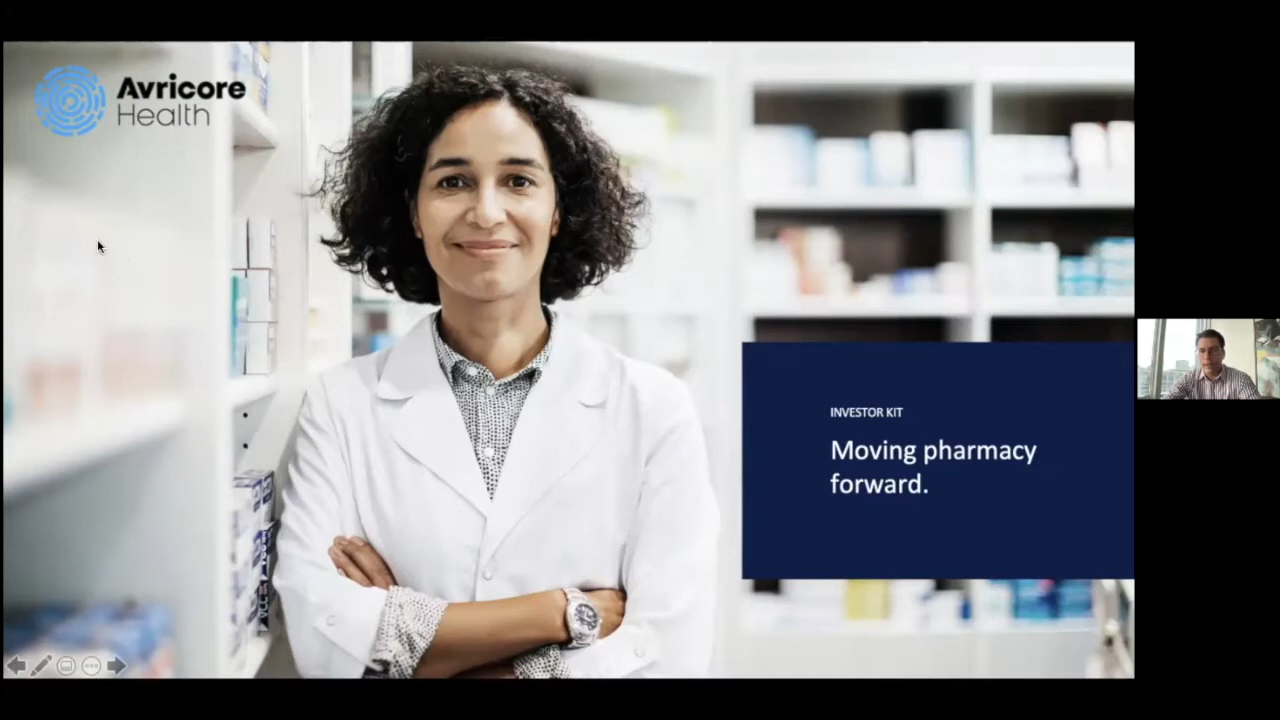 Avricore
Health
INVESTOR KIT
Moving pharmacy
forward.